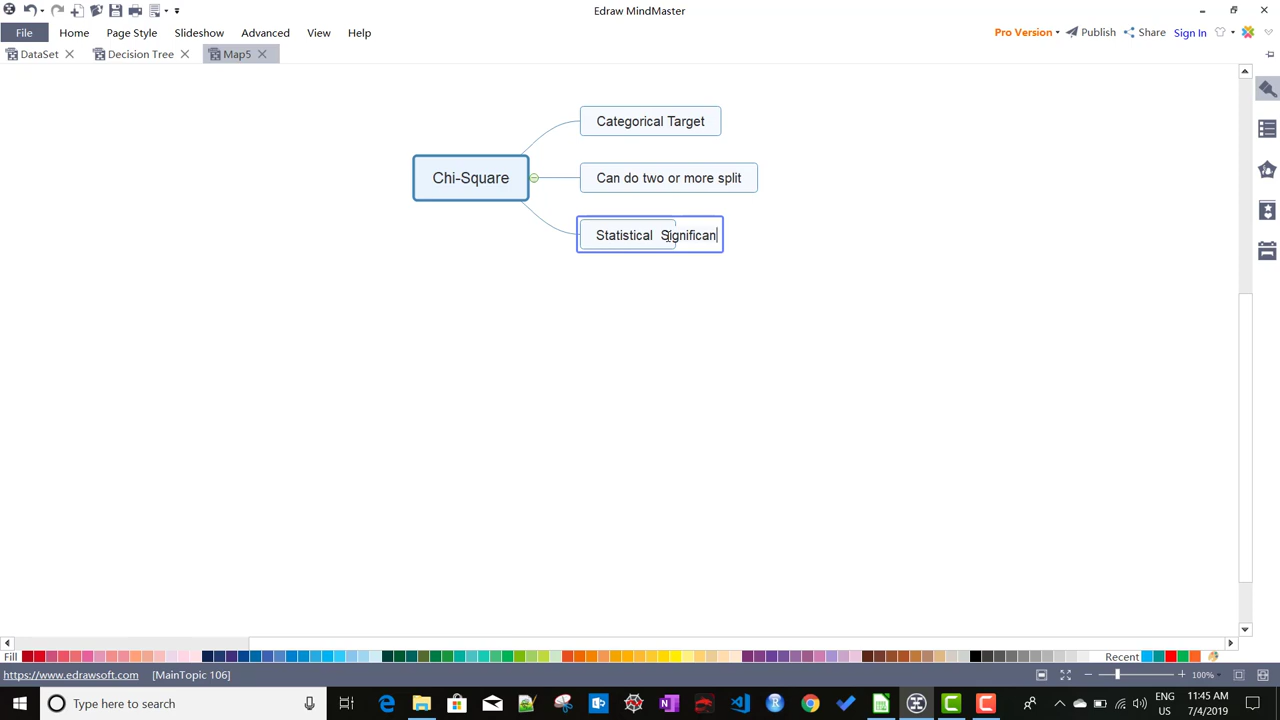 Edraw MindMaster
File Home Page Style Slideshow Advanced View Help
Pro Version Publish Share Sign In
DataSet Decision Tree Map5
Categorical Target
Chi-Square
Can do two or more split
Statistical Significan
Fill
Recent
https://www.edrawsoft.com [MainTopic 106] 100%
Type here to search
ENG
US
11:45 AM
7/4/2019